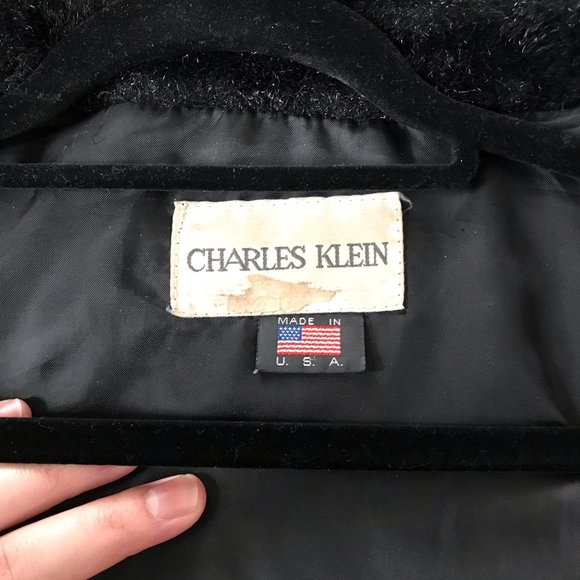 CHARLES KLEIN
MADE IN
U. S. A.